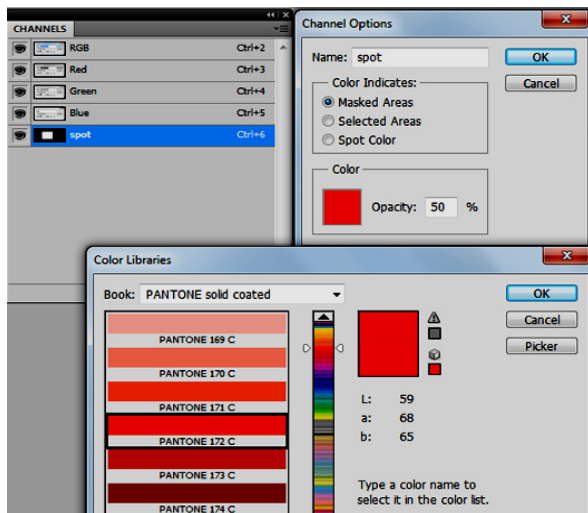 CHANNELS
RGB Ctrl+2
Red Ctrl+3
Green Ctrl+4
Blue Ctrl+5
spot Ctrl+6
Channel Options
Name: spot
OK
Cancel
Color Indicates:
Masked Areas
Selected Areas
Spot Color
Color
Opacity: 50 %
Color Libraries
Book: PANTONE solid coated
PANTONE 169 C
PANTONE 170 C
PANTONE 171 C
PANTONE 172 C
PANTONE 173 C
PANTONE 174 C
OK
Cancel
Picker
L: 59
a: 68
b: 65
Type a color name to
select it in the color list.